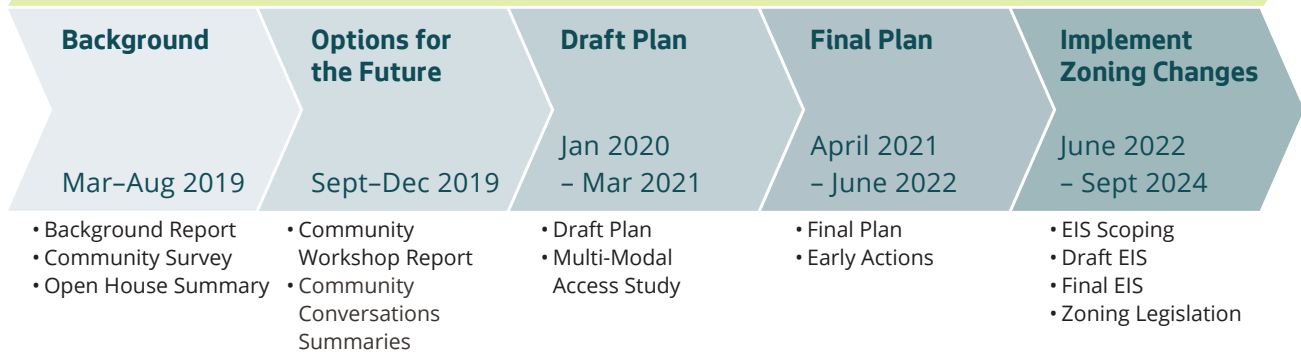 Background
Mar–Aug 2019
• Background Report
• Community Survey
• Open House Summary
Options for
the Future
Sept–Dec 2019
• Community
Workshop Report
• Community
Conversations
Summaries
Draft Plan
Jan 2020
– Mar 2021
• Draft Plan
• Multi-Modal
Access Study
Final Plan
April 2021
– June 2022
• Final Plan
• Early Actions
Implement
Zoning Changes
June 2022
– Sept 2024
• EIS Scoping
• Draft EIS
• Final EIS
• Zoning Legislation